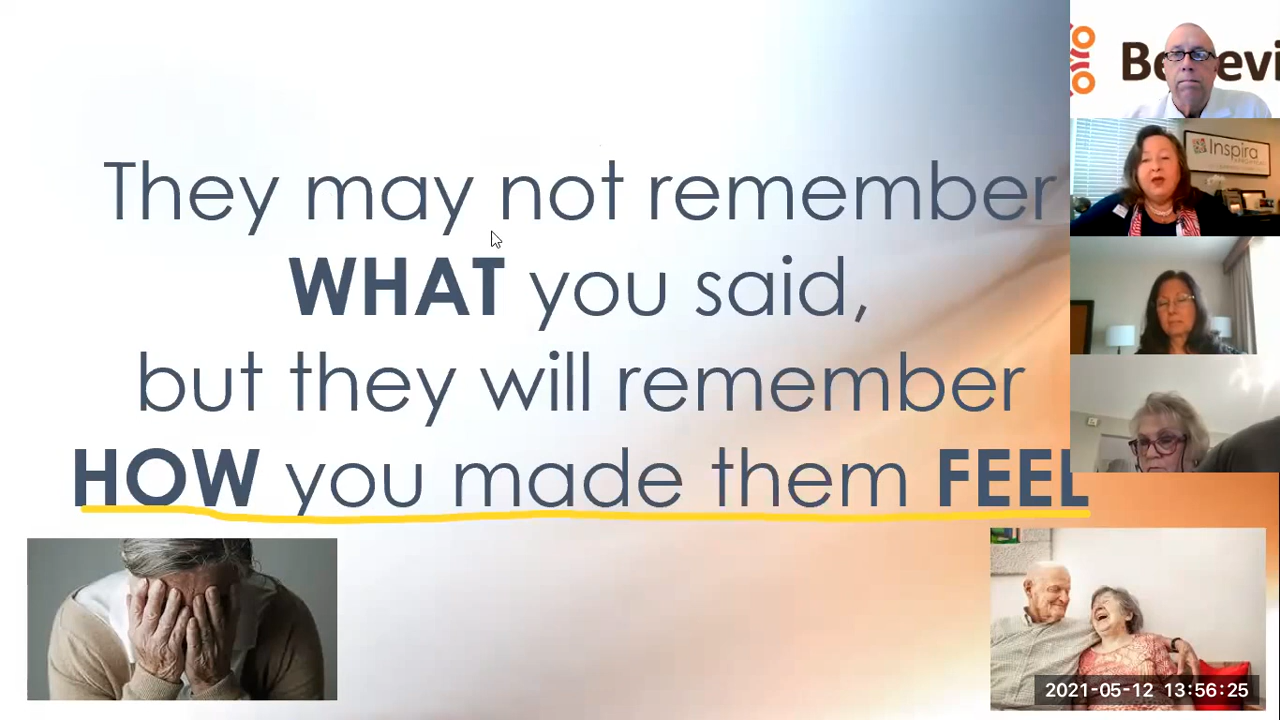 They may not remember
WHAT you said,
but they will remember
HOW you made them FEEL
Inspira
2021-05-12 13:56:25